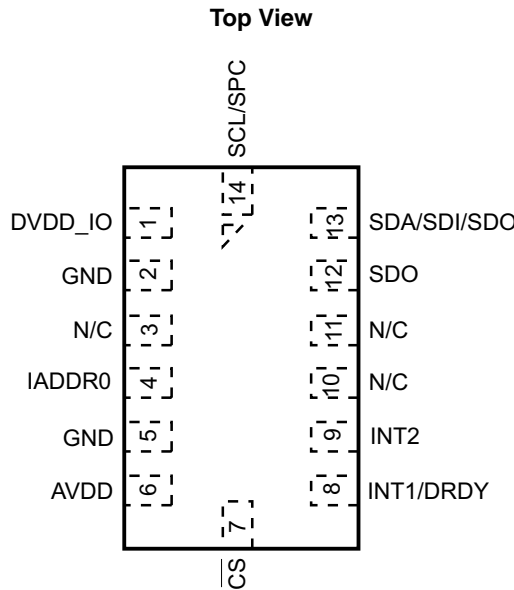 Top View
SCL/SPC
14
DVDD_IO 1 13 SDA/SDI/SDO
GND 2 12 SDO
N/C 3 11 N/C
IADDR0 4 10 N/C
GND 5 9 INT2
AVDD 6 8 INT1/DRDY
7
C̅S̅